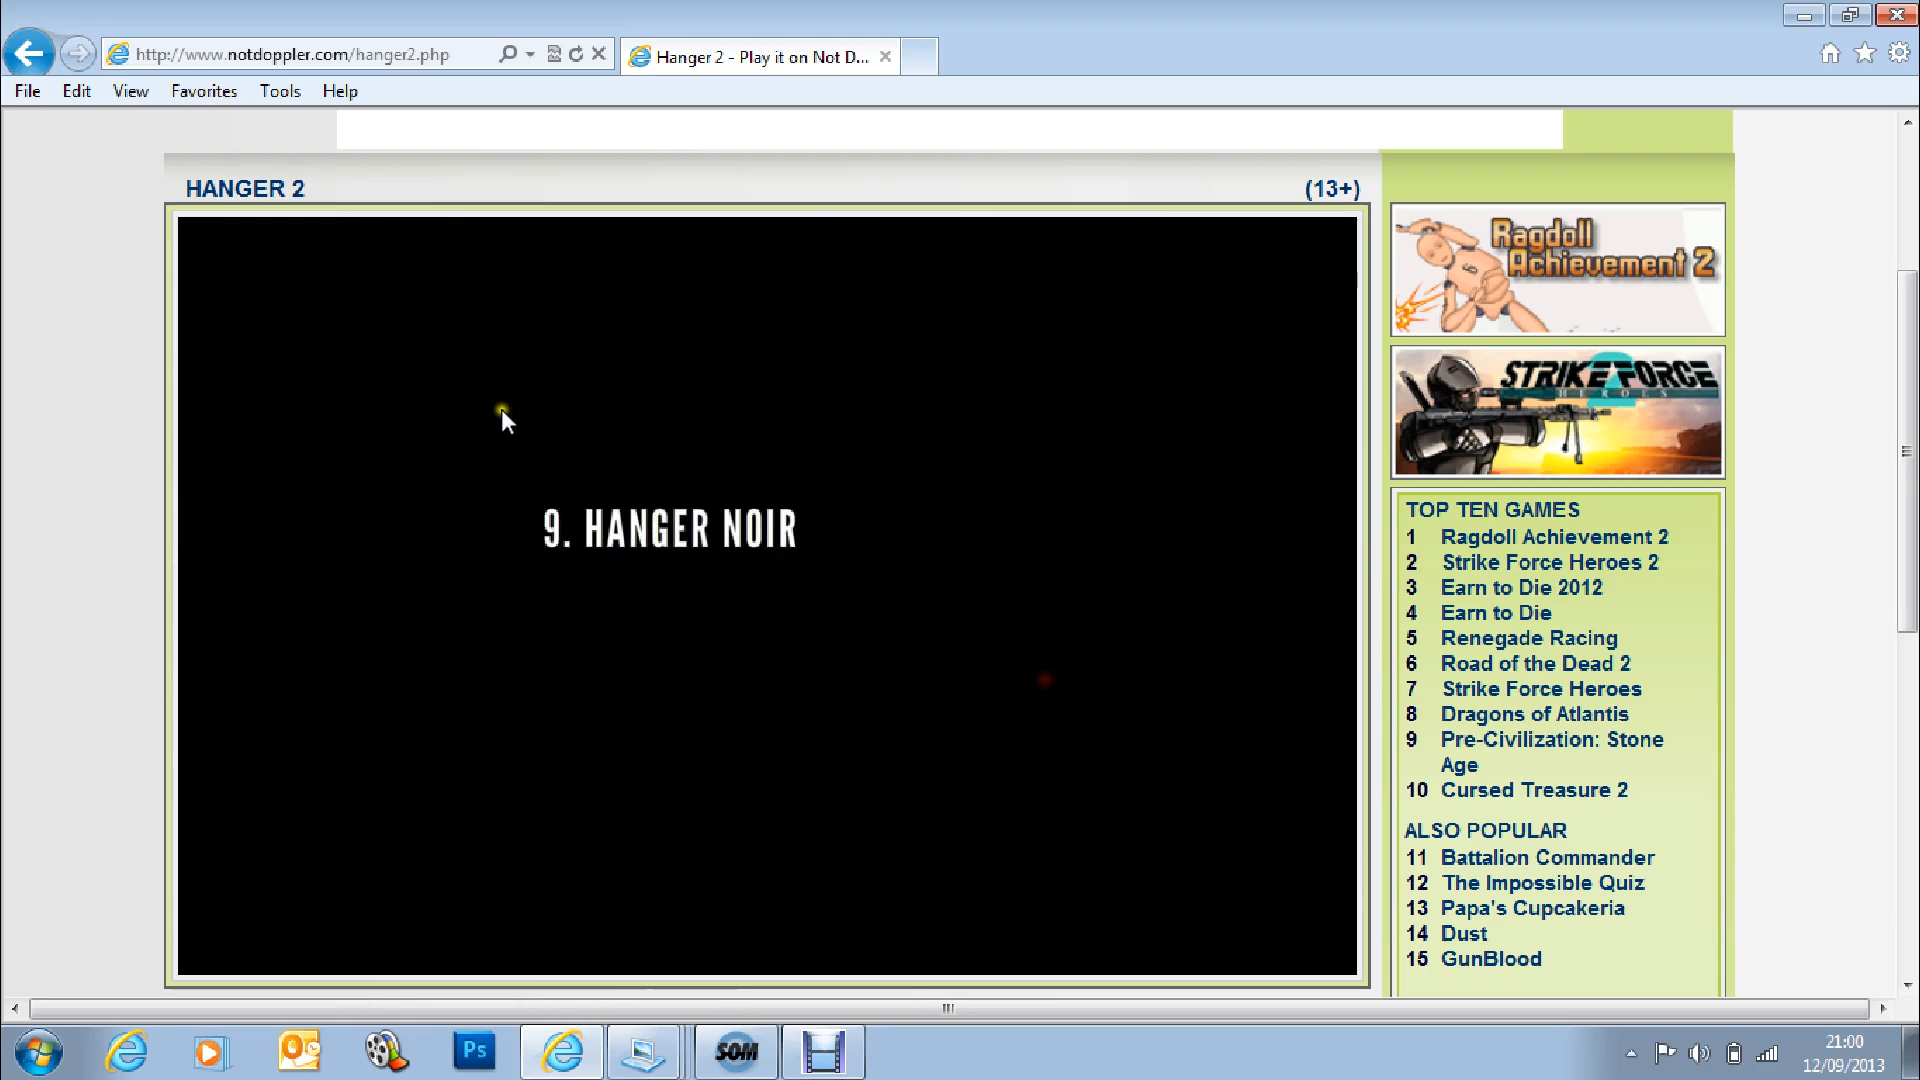 http://www.notdoppler.com/hanger2.php
Hanger 2 - Play it on Not D...
File Edit View Favorites Tools Help
HANGER 2
(13+)
Ragdoll
Achievement 2
6
STRIKE FORCE
HEROES
2
9. HANGER NOIR
TOP TEN GAMES
1 Ragdoll Achievement 2
2 Strike Force Heroes 2
3 Earn to Die 2012
4 Earn to Die
5 Renegade Racing
6 Road of the Dead 2
7 Strike Force Heroes
8 Dragons of Atlantis
9 Pre-Civilization: Stone
Age
10 Cursed Treasure 2
ALSO POPULAR
11 Battalion Commander
12 The Impossible Quiz
13 Papa's Cupcakeria
14 Dust
15 GunBlood
Ps
SOM
21:00
12/09/2013